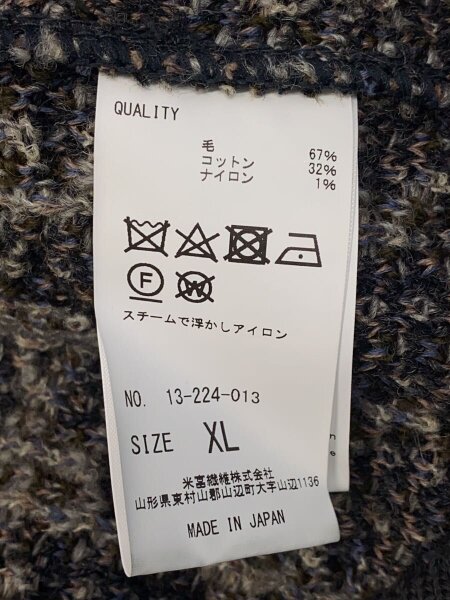 QUALITY
毛 67%
コットン 32%
ナイロン 1%
F W
スチームで浮かしアイロン
NO. 13-224-013
SIZE XL
米富繊維株式会社
山形県東村山郡山辺町大字山辺1136
MADE IN JAPAN